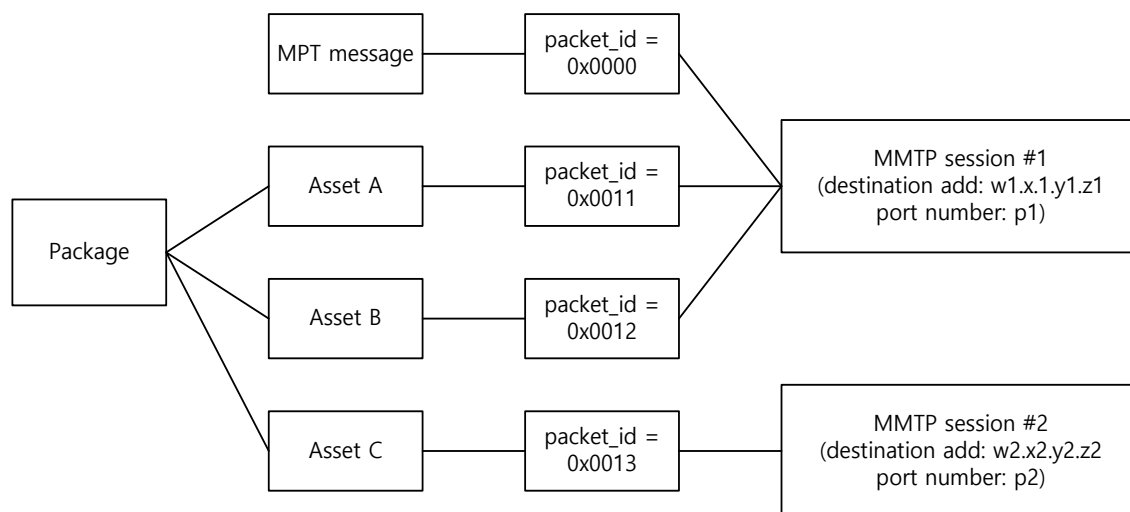 MPT message
packet_id =
0x0000
MMTP session #1
(destination add: w1.x.1.y1.z1
port number: p1)
Asset A
packet_id =
0x0011
Package
Asset B
packet_id =
0x0012
Asset C
packet_id =
0x0013
MMTP session #2
(destination add: w2.x2.y2.z2
port number: p2)